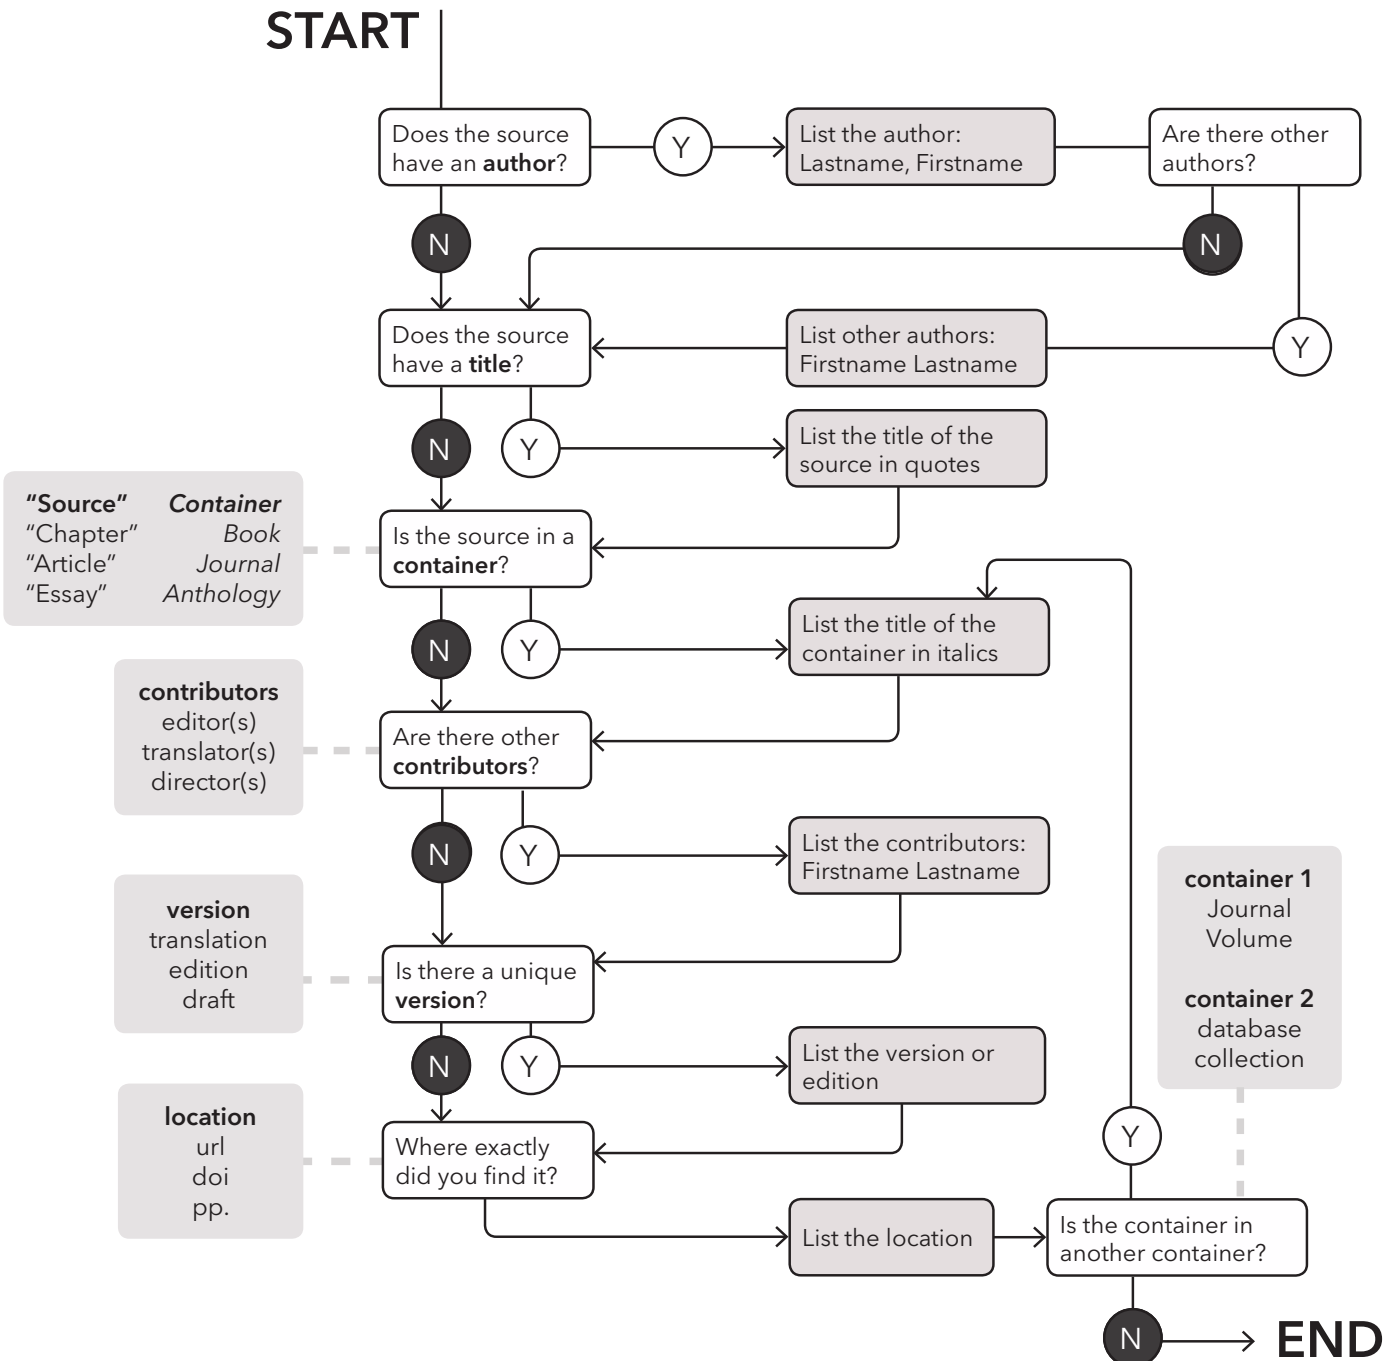 START
Does the source
have an author?
Y
List the author:
Lastname, Firstname
Are there other
authors?
N
N
Does the source
have a title?
List other authors:
Firstname Lastname
Y
N
Y
List the title of the
source in quotes
“Source” Container
“Chapter” Book
“Article” Journal
“Essay” Anthology
Is the source in a
container?
N
Y
List the title of the
container in italics
contributors
editor(s)
translator(s)
director(s)
Are there other
contributors?
N
Y
List the contributors:
Firstname Lastname
container 1
Journal
Volume
container 2
database
collection
version
translation
edition
draft
Is there a unique
version?
N
Y
List the version or
edition
location
url
doi
pp.
Where exactly
did you find it?
Y
List the location
Is the container in
another container?
N
END